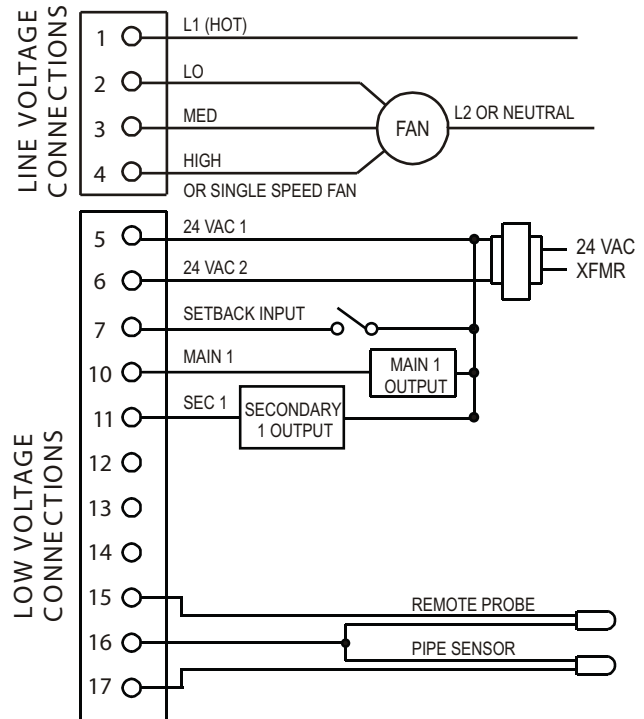 LINE VOLTAGE
CONNECTIONS
1 L1 (HOT)
2 LO
3 MED
4 HIGH
OR SINGLE SPEED FAN
FAN
L2 OR NEUTRAL
LOW VOLTAGE
CONNECTIONS
5 24 VAC 1
6 24 VAC 2
24 VAC
XFMR
7 SETBACK INPUT
10 MAIN 1
MAIN 1
OUTPUT
11 SEC 1
SECONDARY
1 OUTPUT
12
13
14
15
REMOTE PROBE
16
PIPE SENSOR
17